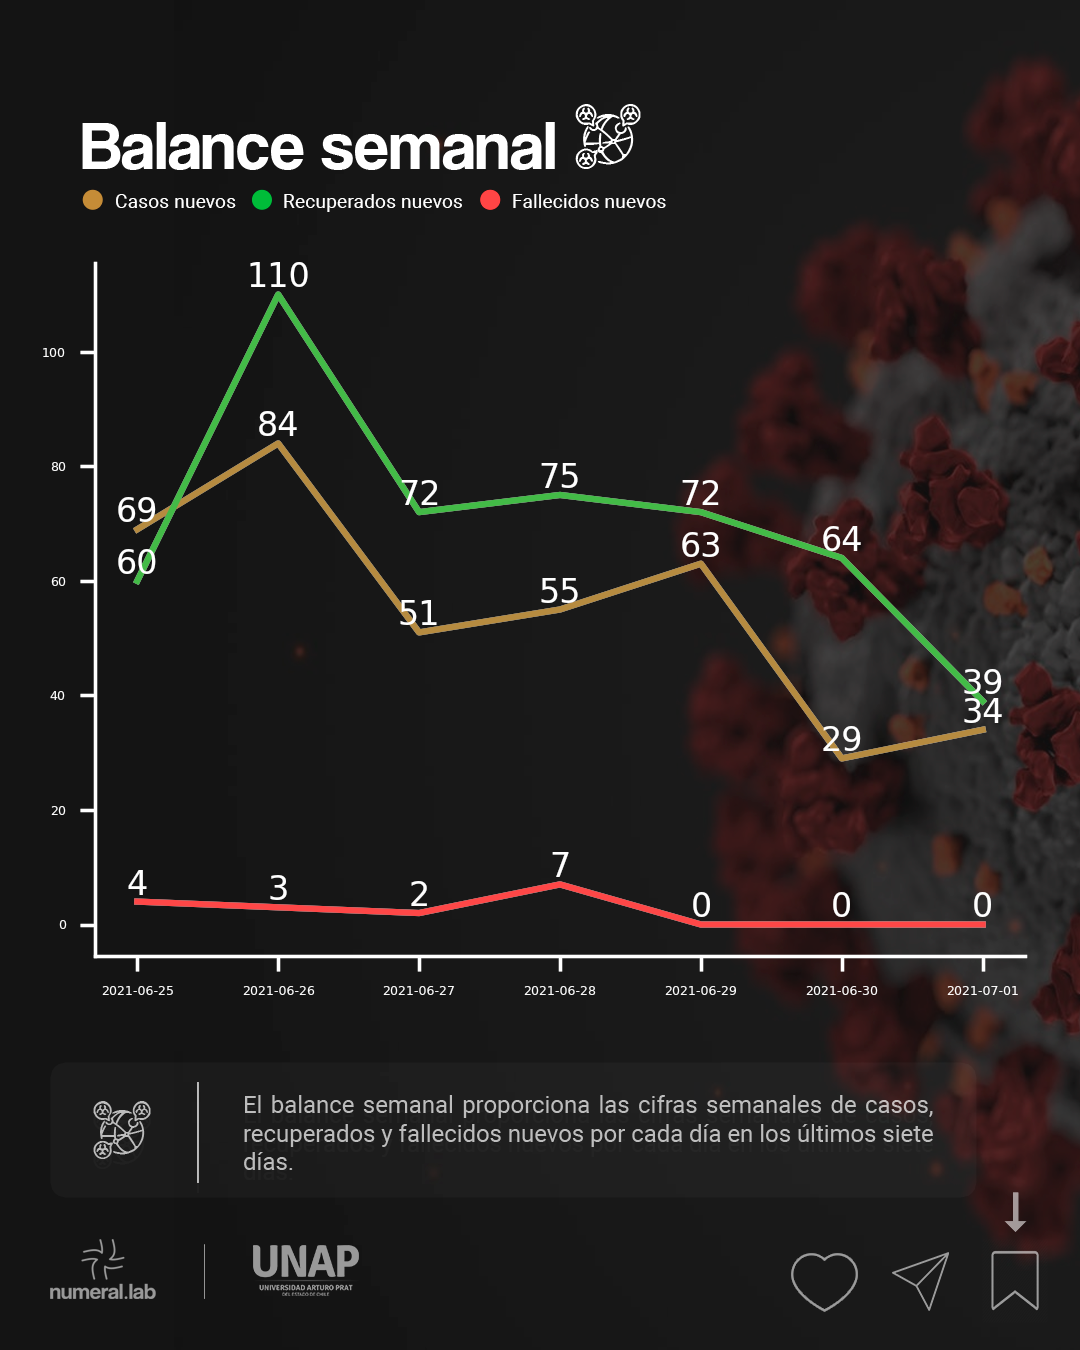 Balance semanal
Casos nuevos Recuperados nuevos Fallecidos nuevos
110
100
84
80
69
72
75
72
60
64
63
60
55
51
40
39
34
29
20
4
3
2
7
0
0
0
0
2021-06-25 2021-06-26 2021-06-27 2021-06-28 2021-06-29 2021-06-30 2021-07-01
El balance semanal proporciona las cifras semanales de casos,
recuperados y fallecidos nuevos por cada día en los últimos siete
días.
numeral.lab
UNAP
UNIVERSIDAD ARTURO PRAT
DEL ESTADO DE CHILE